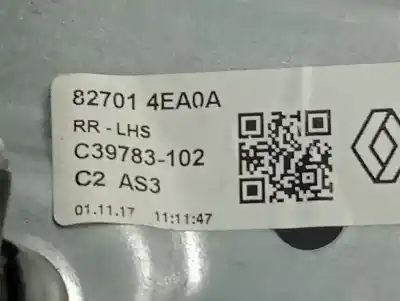 82701 4EA0A
RR - LHS
C39783-102
C2 AS3
01.11.17 11:11:47